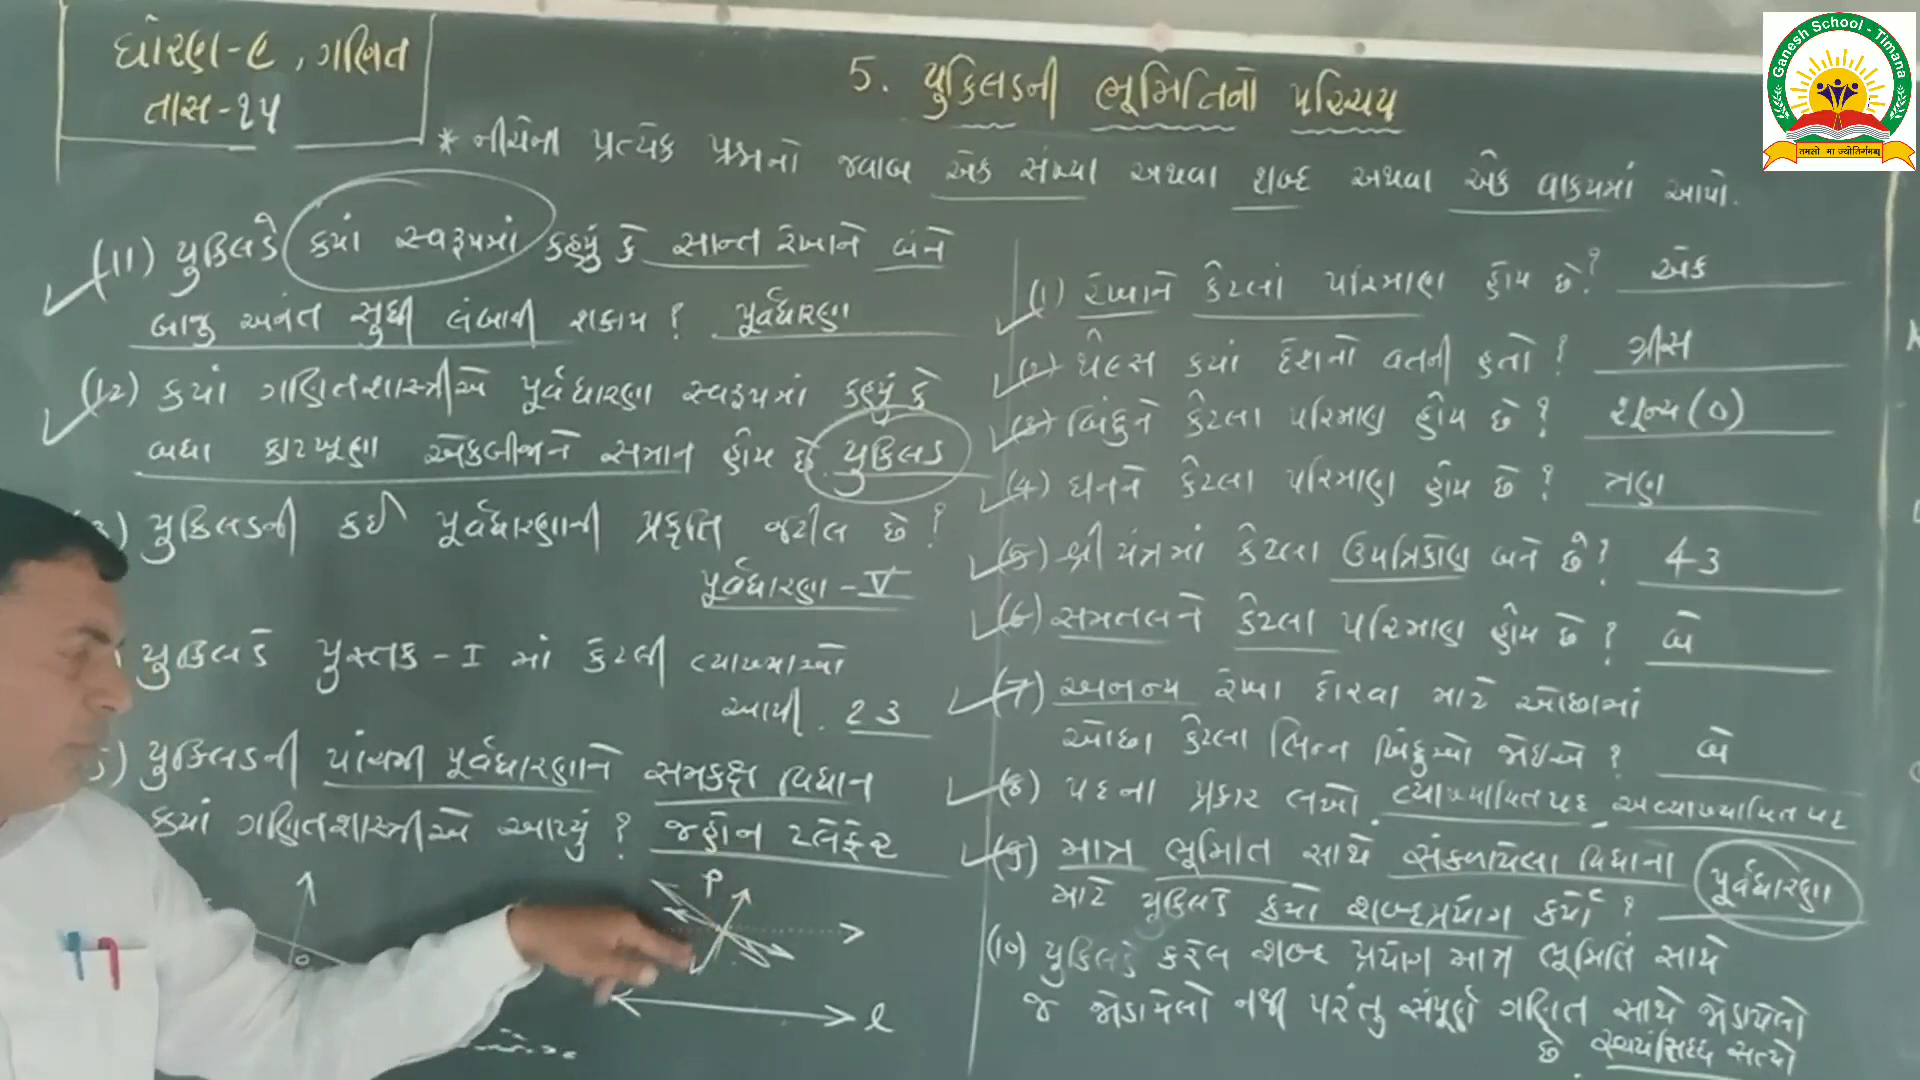 ધોરણ-૯, ગણિત
તાસ-૧૫
5. યુક્લિડની ભૂમિતિનો પરિચય
* નીચેના પ્રત્યેક પ્રશ્નનો જવાબ એક સંખ્યા અથવા શબ્દ અથવા એક વાક્યમાં આપો.
(11) યુક્લિડે કયાં સ્વરૂપમાં કહ્યું કે સાન્ત રેખાને બંને
બાજુ અનંત સુધી લંબાવી શકાય? પૂર્વધારણા
(12) કયાં ગણિતશાસ્ત્રીએ પૂર્વધારણા સ્વરૂપમાં કહ્યું કે
બધા કાટખૂણા એકબીજાને સમાન હોય છે. યુક્લિડ
3) યુક્લિડની કઈ પૂર્વધારણાની પ્રકૃતિ જટીલ છે?
પૂર્વધારણા - V
) યુક્લિડે પુસ્તક - I માં કેટલી વ્યાખ્યાઓ
આપી. 23
5) યુક્લિડની પાંચમી પૂર્વધારણાને સમકક્ષ વિધાન
કયાં ગણિતશાસ્ત્રીએ આપ્યું? જહોન પ્લેફેર
P
l
(1) રેખાને કેટલાં પરિમાણ હોય છે? એક
(2) થેલ્સ કયાં દેશનો વતની હતો? ગ્રીસ
(3) બિંદુને કેટલા પરિમાણ હોય છે? શૂન્ય (0)
(4) ઘનને કેટલા પરિમાણ હોય છે? ત્રણ
(5) શ્રીયંત્રમાં કેટલા ઉપત્રિકોણ બને છે? 43
(6) સમતલને કેટલા પરિમાણ હોય છે? બે
(7) અનન્ય રેખા દોરવા માટે ઓછામાં
ઓછા કેટલા ભિન્ન બિંદુઓ જોઈએ? બે
(8) પદના પ્રકાર લખો. વ્યાખ્યાયિત પદ, અવ્યાખ્યાયિત પદ
(9) માત્ર ભૂમિતિ સાથે સંકળાયેલા વિધાનો પૂર્વધારણા
માટે યુક્લિડે કયો શબ્દપ્રયોગ કર્યો?
(10) યુક્લિડે કરેલ શબ્દ પ્રયોગ માત્ર ભૂમિતિ સાથે
જ જોડાયેલો નથી પરંતુ સંપૂર્ણ ગણિત સાથે જોડાયેલો
છે. સ્વયંસિદ્ધ સત્યો
Ganesh School - Timana
तमसो मा ज्योतिर्गमय